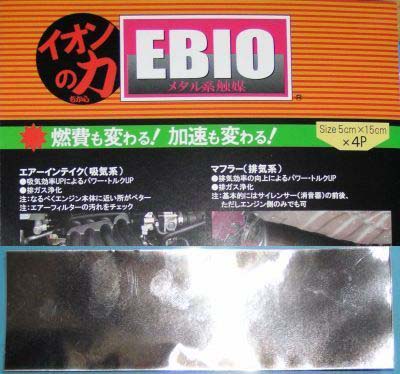 イオン
の力
ちから
EBIO
メタル系触媒
®
燃費も変わる! 加速も変わる!
Size 5cm×15cm
×4P
エアーインテイク(吸気系)
●吸気効率UPによるパワー・トルクUP
●排ガス浄化
注:なるべくエンジン本体に近い所がベター
注:エアーフィルターの汚れをチェック
マフラー(排気系)
●排気効率の向上によるパワー・トルクUP
●排ガス浄化
注:基本的にはサイレンサー(消音器)の前後、
ただしエンジン側のみでも可